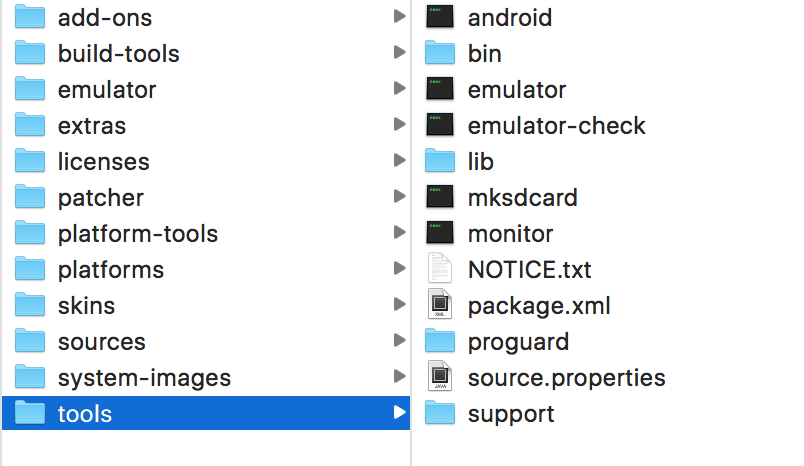 add-ons
build-tools
emulator
extras
licenses
patcher
platform-tools
platforms
skins
sources
system-images
tools
android
bin
emulator
emulator-check
lib
mksdcard
monitor
NOTICE.txt
package.xml
proguard
source.properties
support